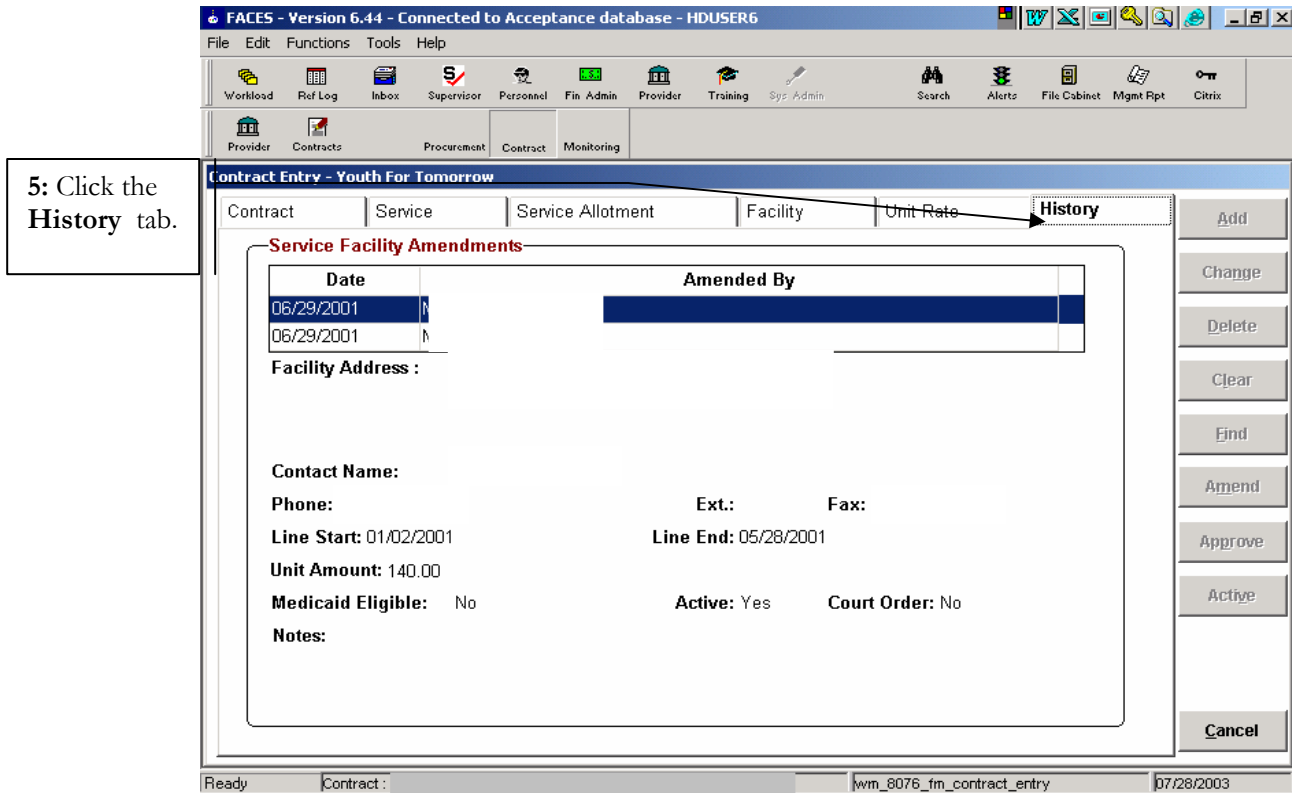 FACES - Version 6.44 - Connected to Acceptance database - HDUSER6
File Edit Functions Tools Help
Workload Ref Log Inbox Supervisor Personnel Fin Admin Provider Training Sys Admin Search Alerts File Cabinet Mgmt Rpt Citrix
Provider Contracts Procurement Contract Monitoring
5: Click the
History tab.
Contract Entry - Youth For Tomorrow
Contract Service Service Allotment Facility Unit Rate History
Add
Change
Delete
Clear
Find
Amend
Approve
Active
Cancel
Service Facility Amendments
Date Amended By
06/29/2001
06/29/2001
Facility Address :
Contact Name:
Phone: Ext.: Fax:
Line Start: 01/02/2001 Line End: 05/28/2001
Unit Amount: 140.00
Medicaid Eligible: No Active: Yes Court Order: No
Notes:
Ready Contract : wm_8076_fm_contract_entry 07/28/2003